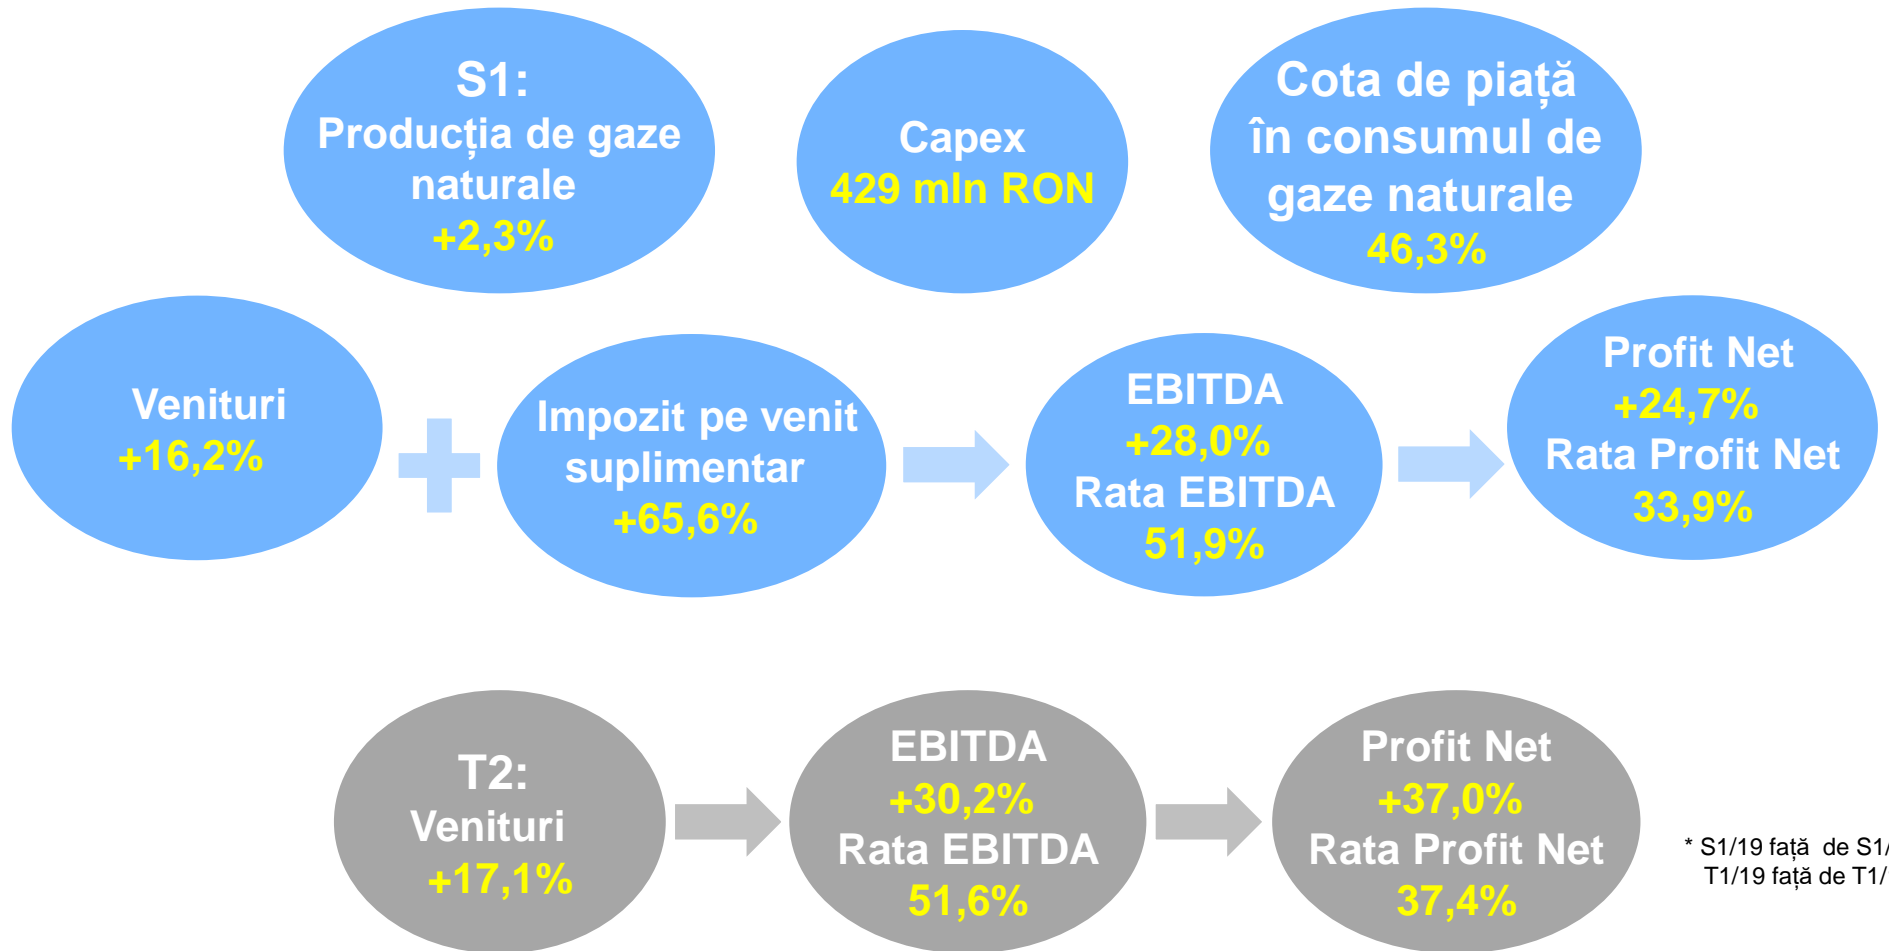 S1:
Producția de gaze
naturale
+2,3%
Capex
429 mln RON
Cota de piață
în consumul de
gaze naturale
46,3%
Venituri
+16,2%
Impozit pe venit
suplimentar
+65,6%
EBITDA
+28,0%
Rata EBITDA
51,9%
Profit Net
+24,7%
Rata Profit Net
33,9%
T2:
Venituri
+17,1%
EBITDA
+30,2%
Rata EBITDA
51,6%
Profit Net
+37,0%
Rata Profit Net
37,4%
* S1/19 față de S1/
T1/19 față de T1/